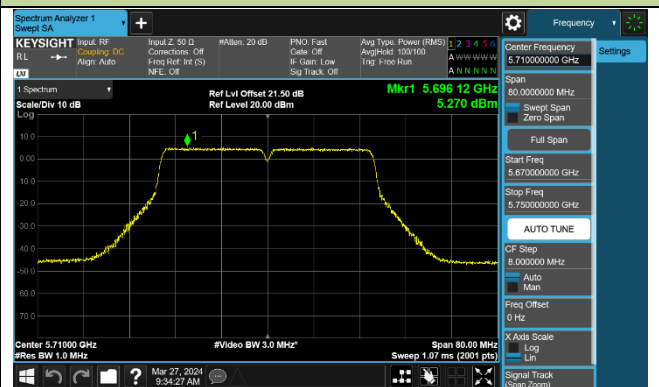 Spectrum Analyzer 1
Swept SA
Frequency
KEYSIGHT
RL
LXI
Input: RF
Coupling: DC
Align: Auto
Input Z: 50 Ω
Corrections: Off
Freq Ref: Int (S)
NFE: Off
#Atten: 20 dB
PNO: Fast
Gate: Off
IF Gain: Low
Sig Track: Off
Avg Type: Power (RMS)
Avg|Hold: 100/100
Trig: Free Run
1 2 3 4 5 6
A W W W W W
A N N N N N
1 Spectrum
Scale/Div 10 dB
Ref Lvl Offset 21.50 dB
Ref Level 20.00 dBm
Mkr1 5.696 12 GHz
5.270 dBm
Log
1
10.0
0.00
-10.0
-20.0
-30.0
-40.0
-50.0
-60.0
-70.0
Center 5.71000 GHz
#Res BW 1.0 MHz
#Video BW 3.0 MHz*
Span 80.00 MHz
Sweep 1.07 ms (2001 pts)
Mar 27, 2024
9:34:27 AM
Center Frequency
5.710000000 GHz
Span
80.0000000 MHz
Swept Span
Zero Span
Full Span
Start Freq
5.670000000 GHz
Stop Freq
5.750000000 GHz
AUTO TUNE
CF Step
8.000000 MHz
Auto
Man
Freq Offset
0 Hz
X Axis Scale
Log
Lin
Signal Track
(Span Zoom)
Settings